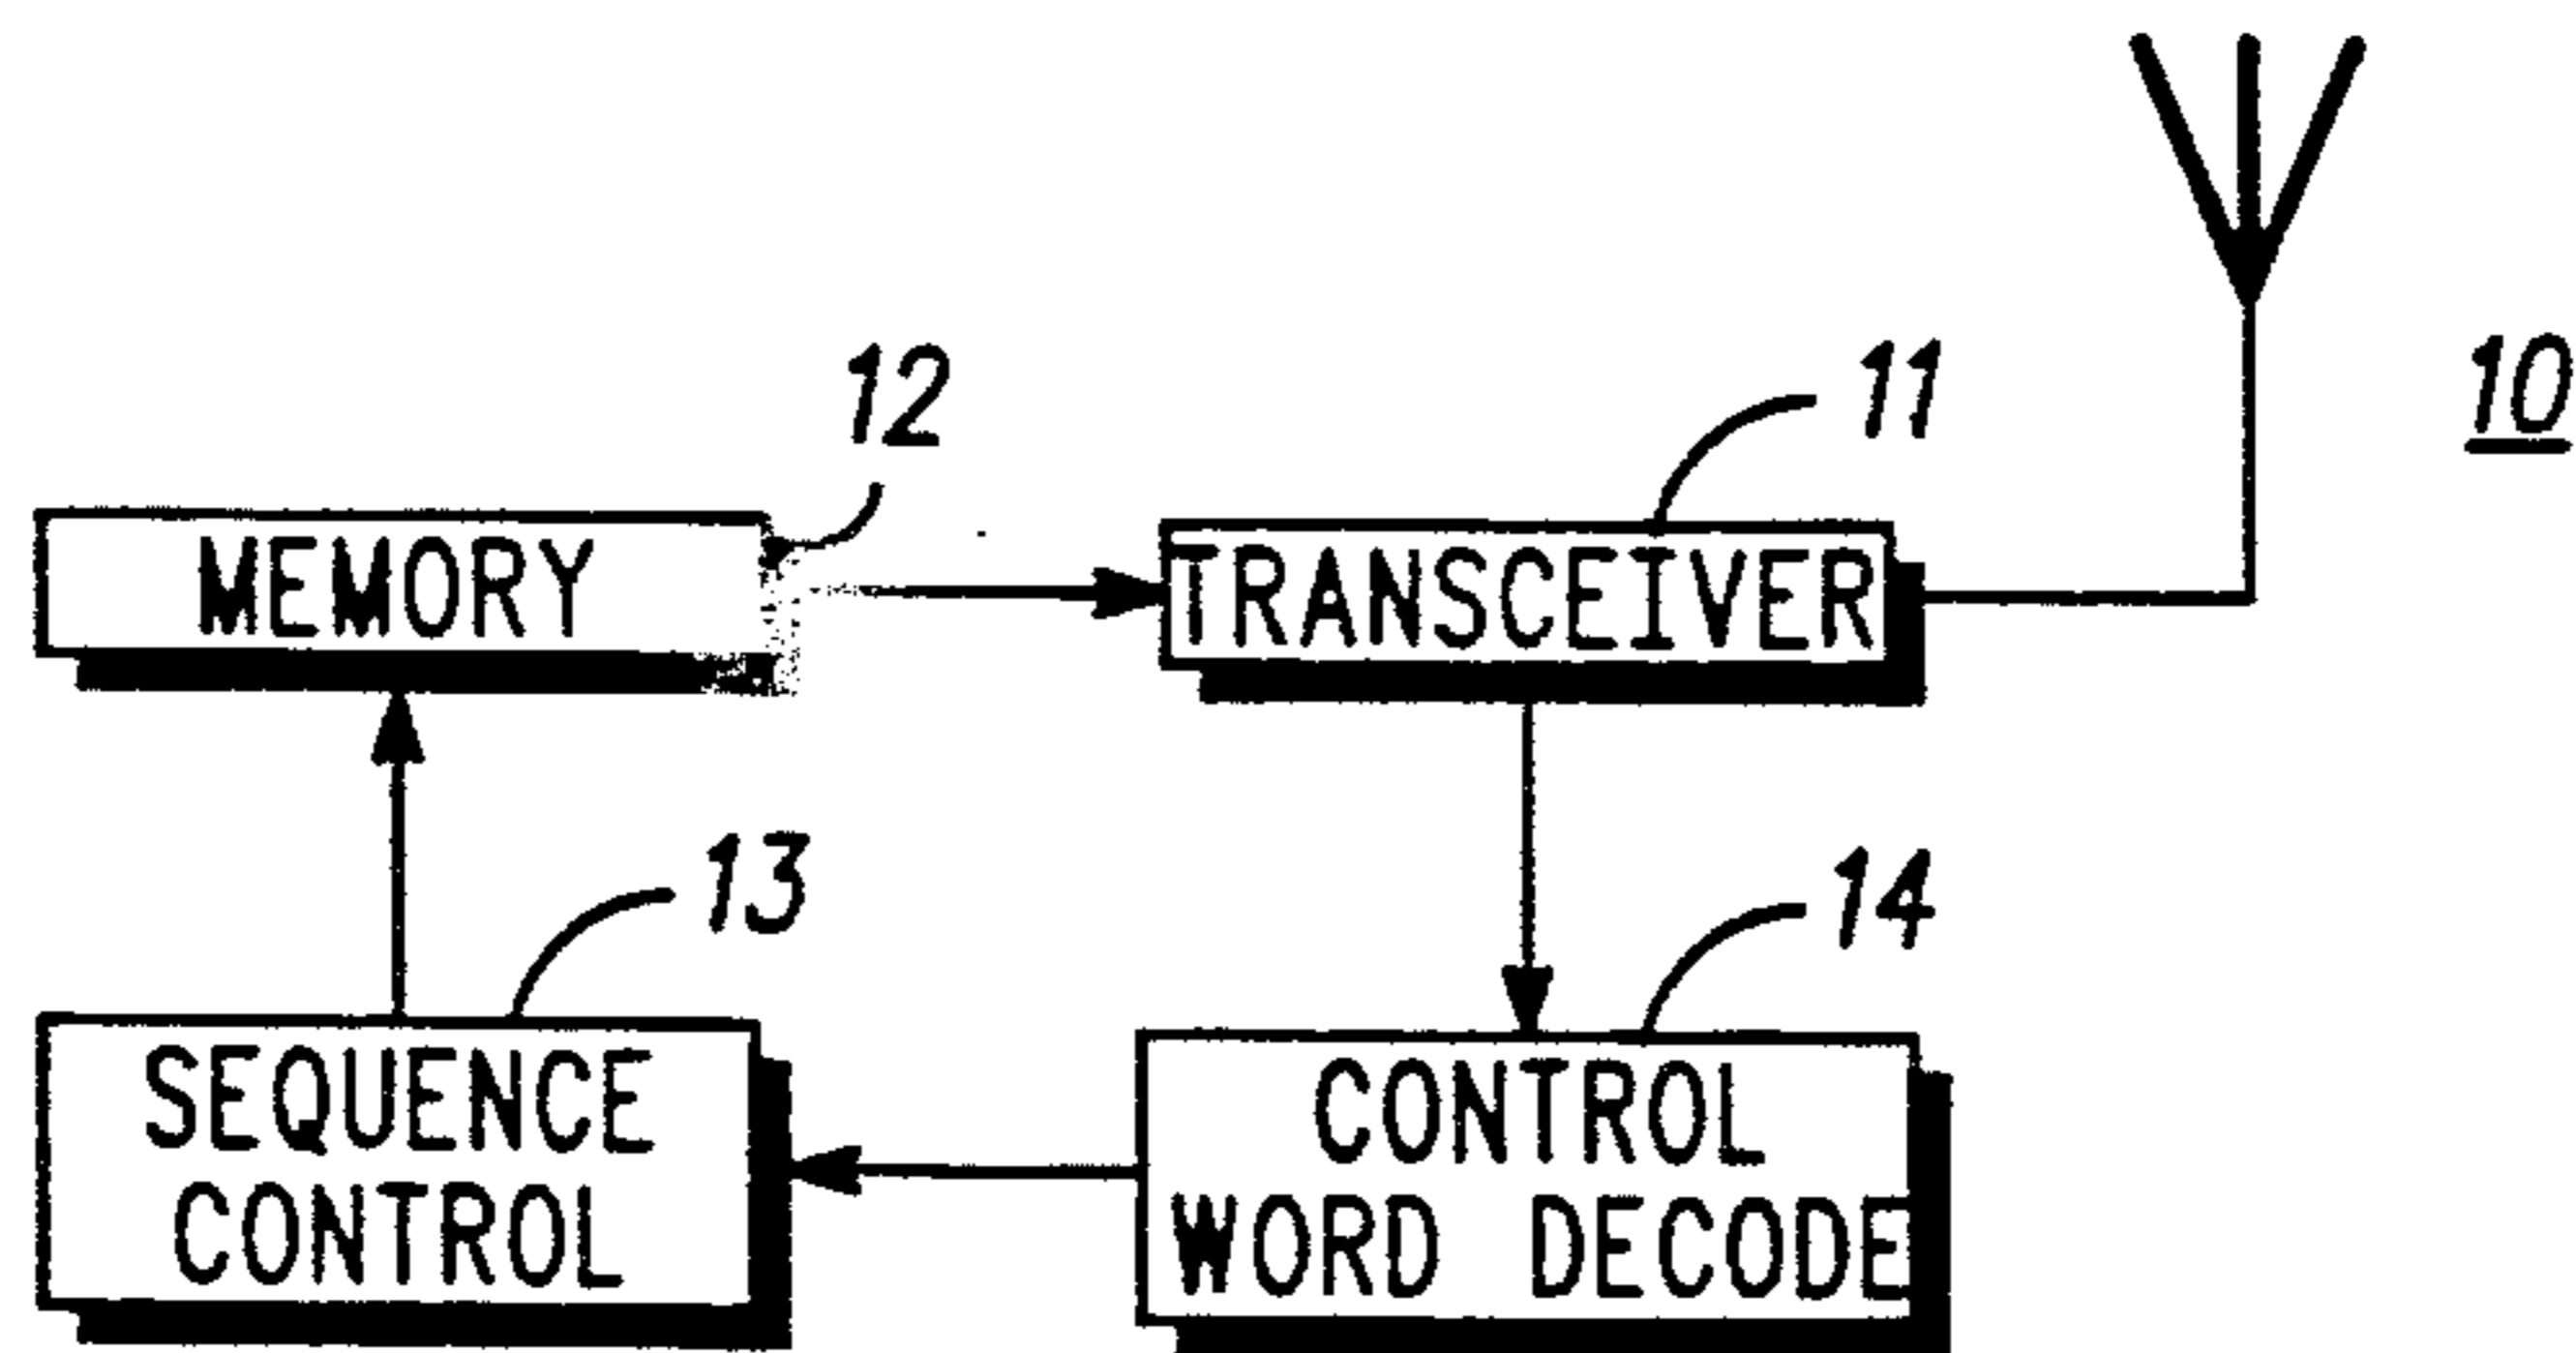 10
12
11
MEMORY
TRANSCEIVER
13
14
SEQUENCE
CONTROL
CONTROL
WORD DECODE